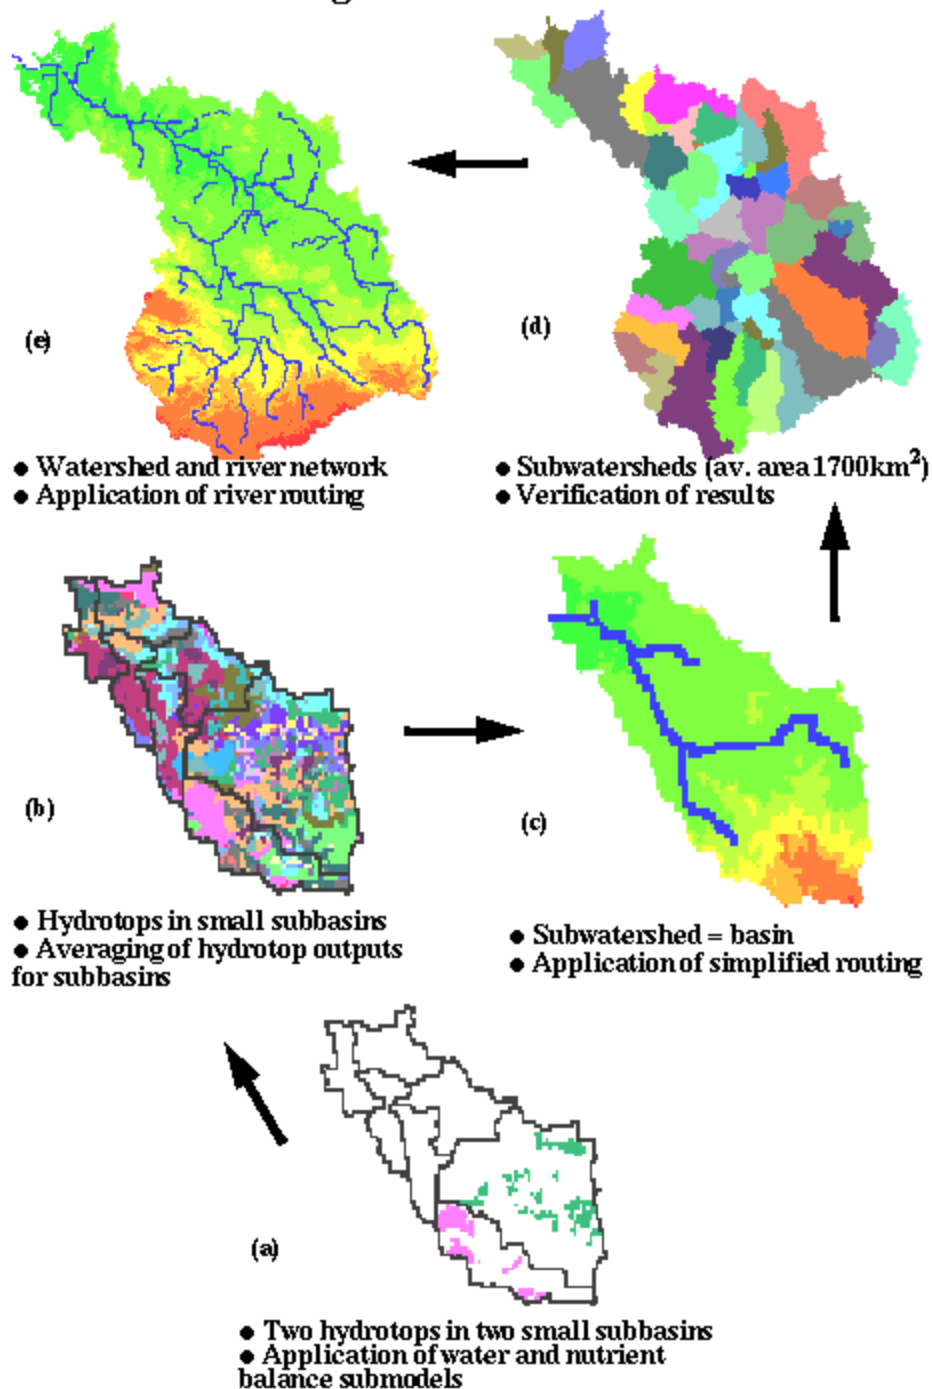 (e)
(d)
● Watershed and river network
● Application of river routing
● Subwatersheds (av. area 1700km²)
● Verification of results
(b)
(c)
● Hydrotops in small subbasins
● Averaging of hydrotop outputs
for subbasins
● Subwatershed = basin
● Application of simplified routing
(a)
● Two hydrotops in two small subbasins
● Application of water and nutrient
balance submodels